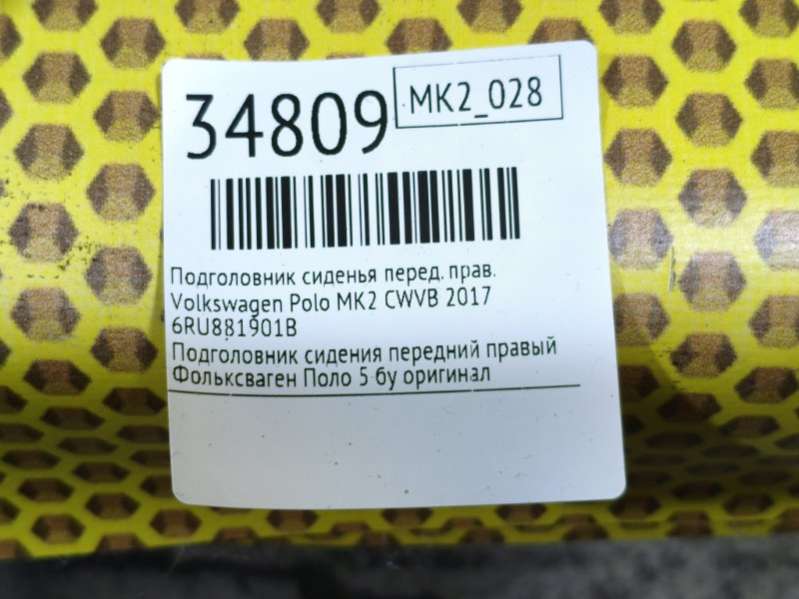 34809
MK2_028
Подголовник сиденья перед. прав.
Volkswagen Polo MK2 CWVB 2017
6RU881901B
Подголовник сидения передний правый
Фольксваген Поло 5 бу оригинал